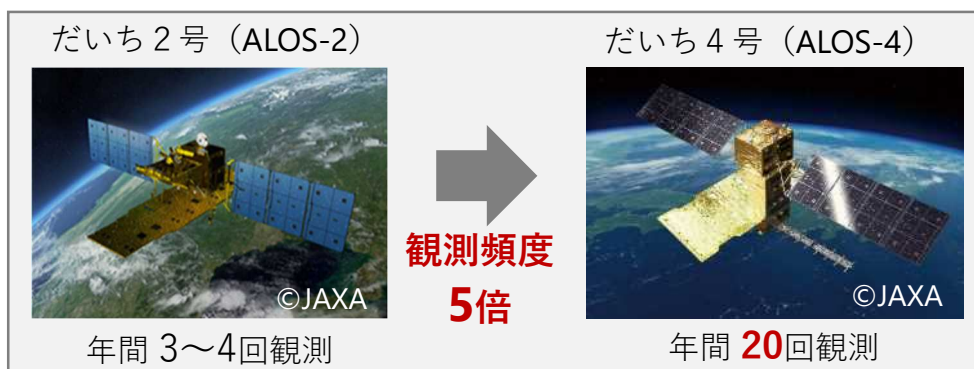 だいち２号（ALOS-2）
©JAXA
年間 3～4回観測
観測頻度
5倍
だいち４号（ALOS-4）
©JAXA
年間 20回観測